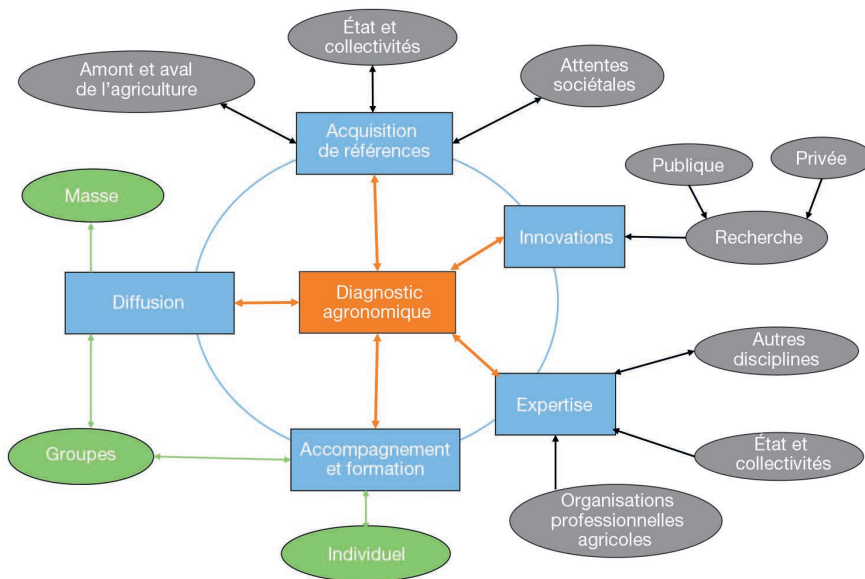 État et
collectivités
Amont et aval
de l'agriculture
Attentes
sociétales
Acquisition
de références
Publique
Privée
Masse
Innovations
Recherche
Diffusion
Diagnostic
agronomique
Autres
disciplines
Expertise
Groupes
Accompagnement
et formation
État et
collectivités
Organisations
professionnelles
agricoles
Individuel